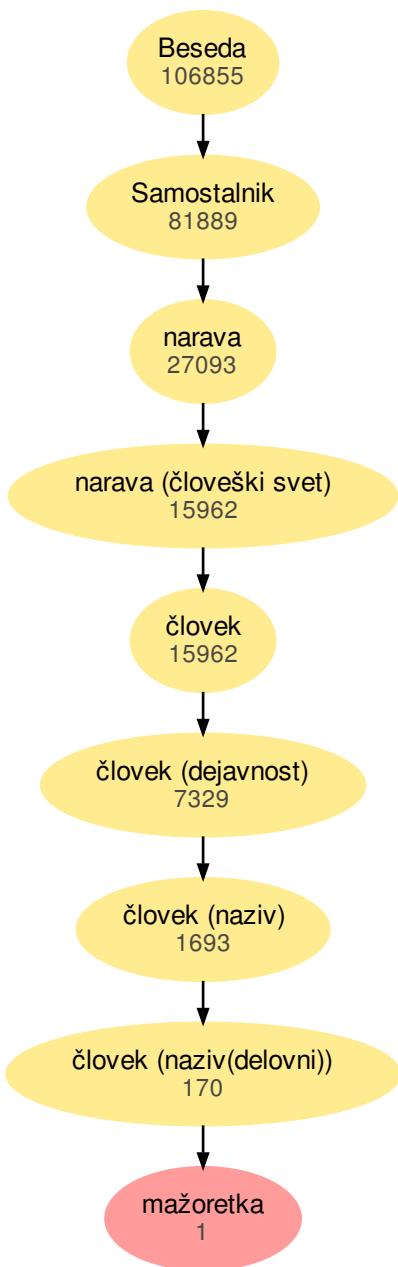 Beseda
106855
Samostalnik
81889
narava
27093
narava (človeški svet)
15962
človek
15962
človek (dejavnost)
7329
človek (naziv)
1693
človek (naziv(delovni))
170
mažoretka
1